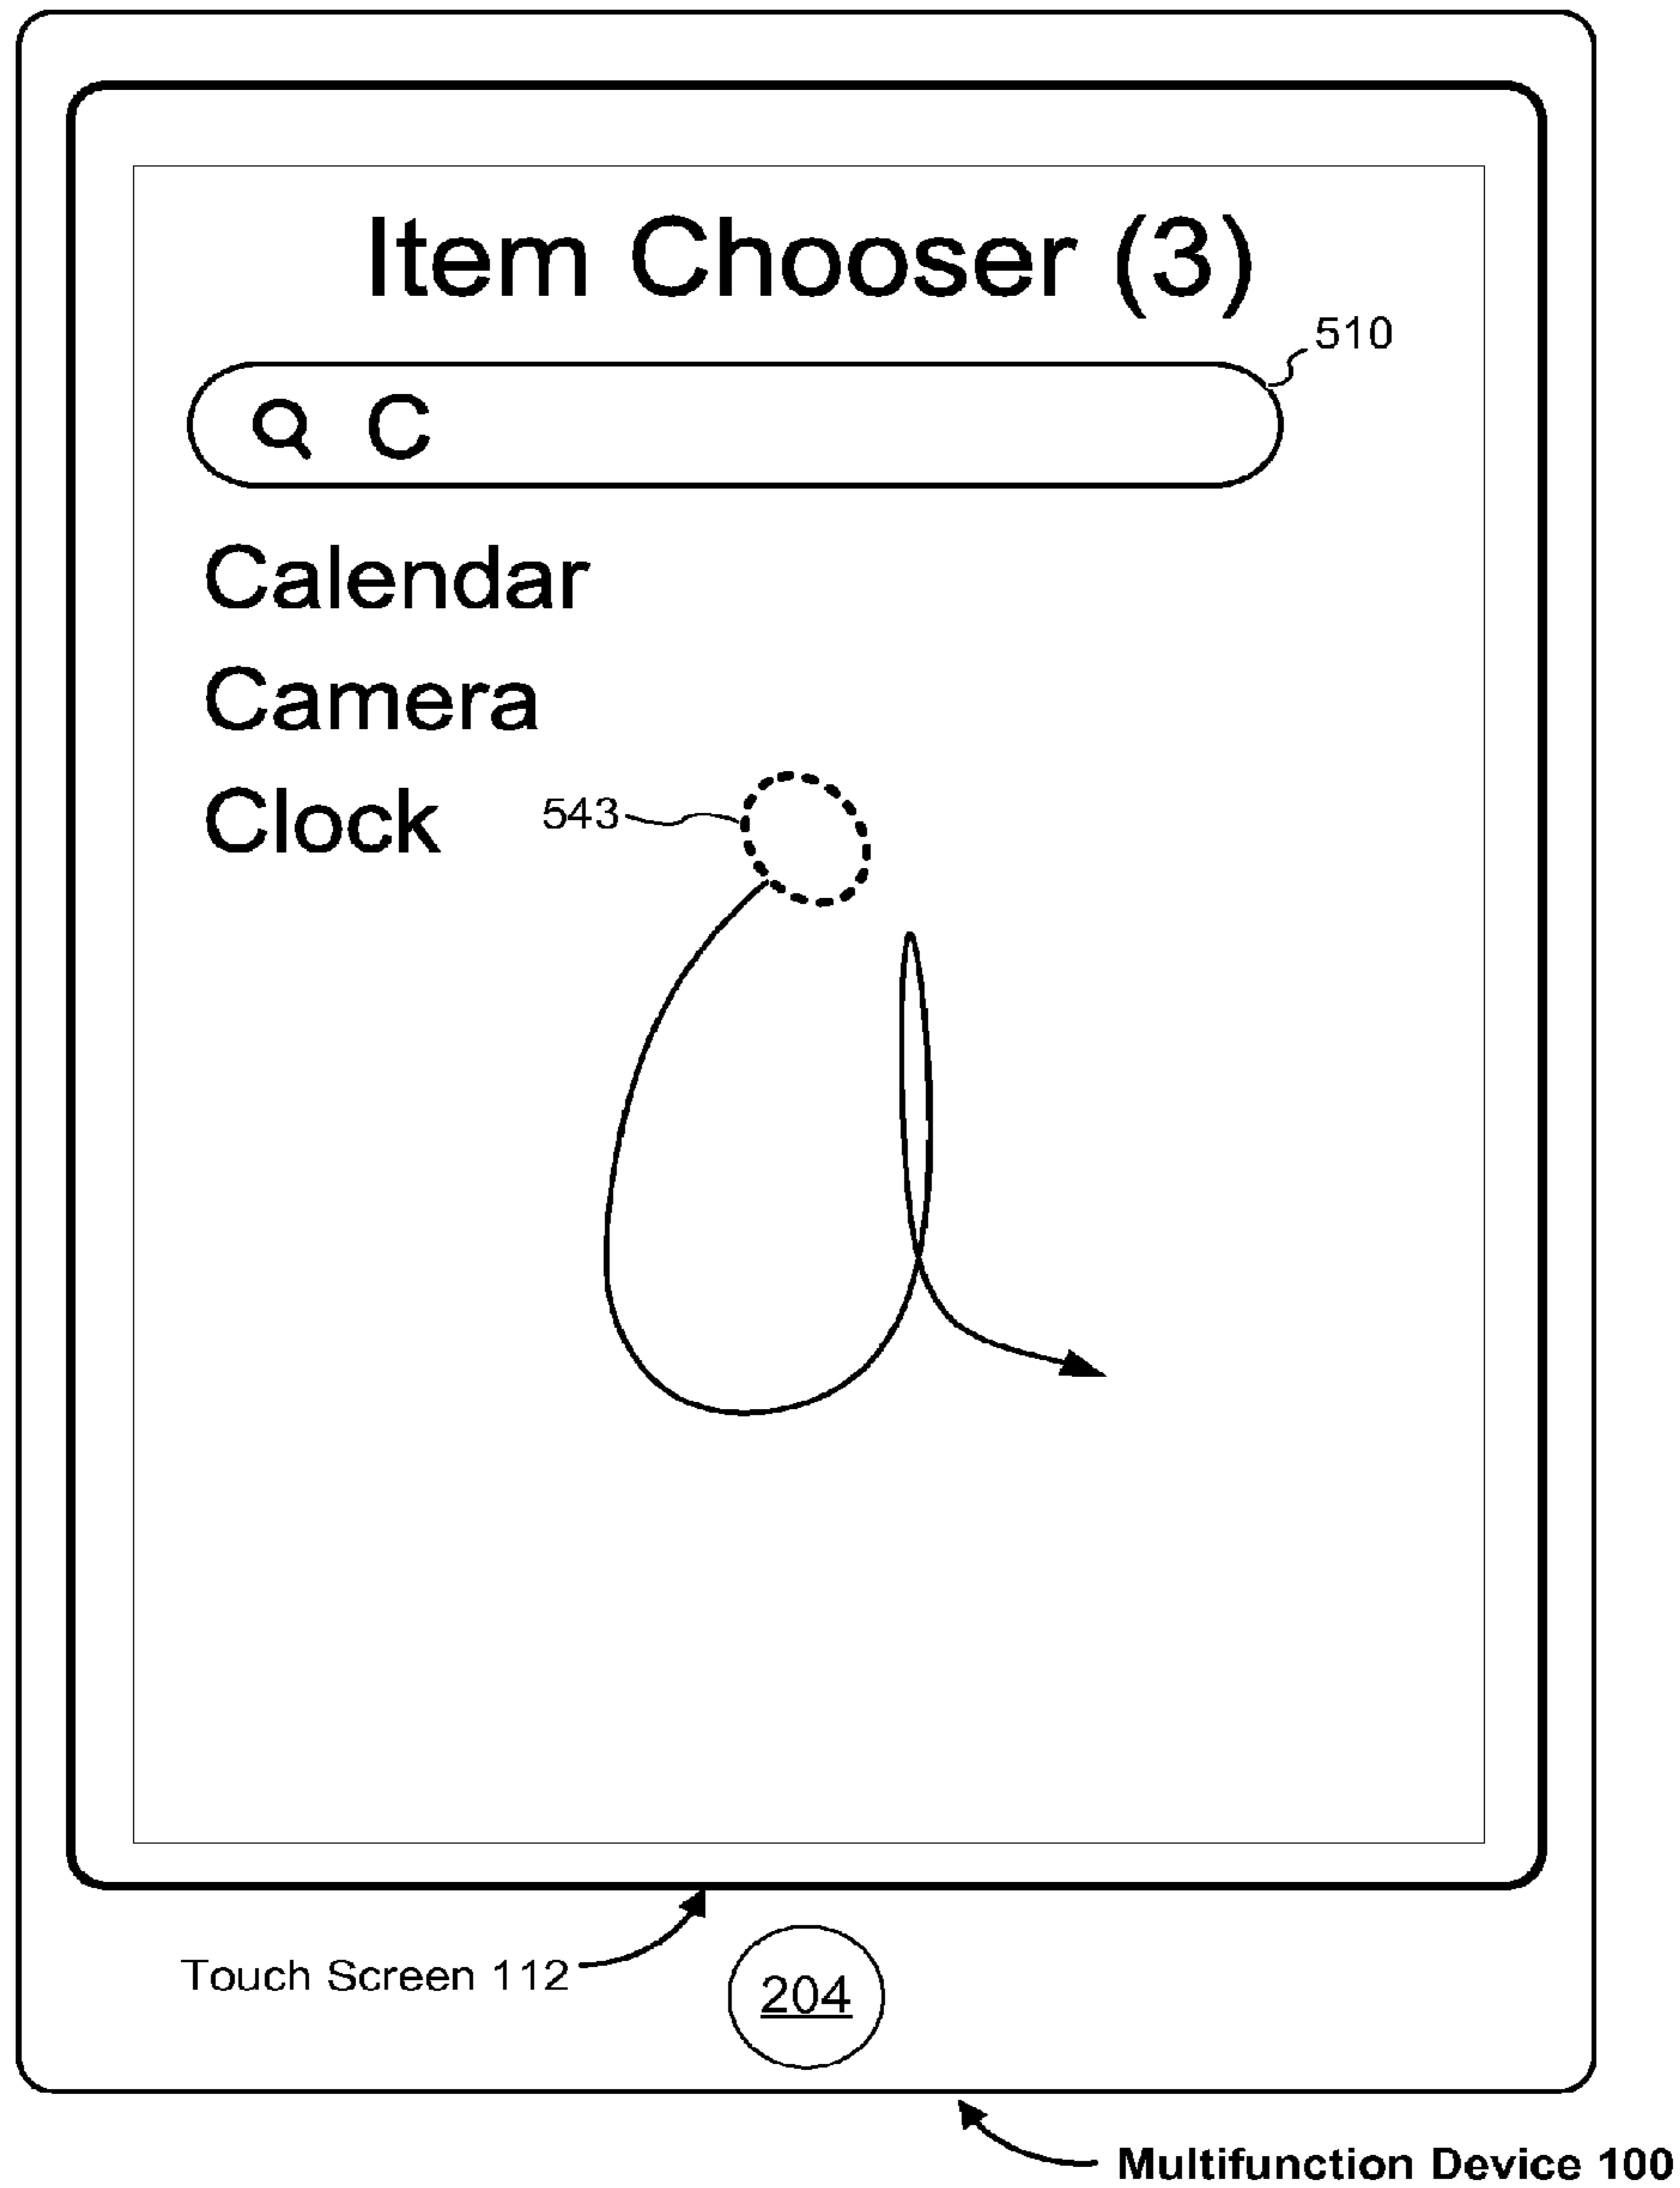 Item Chooser (3)
510
C
Calendar
Camera
Clock
543
a
Touch Screen 112
204
Multifunction Device 100